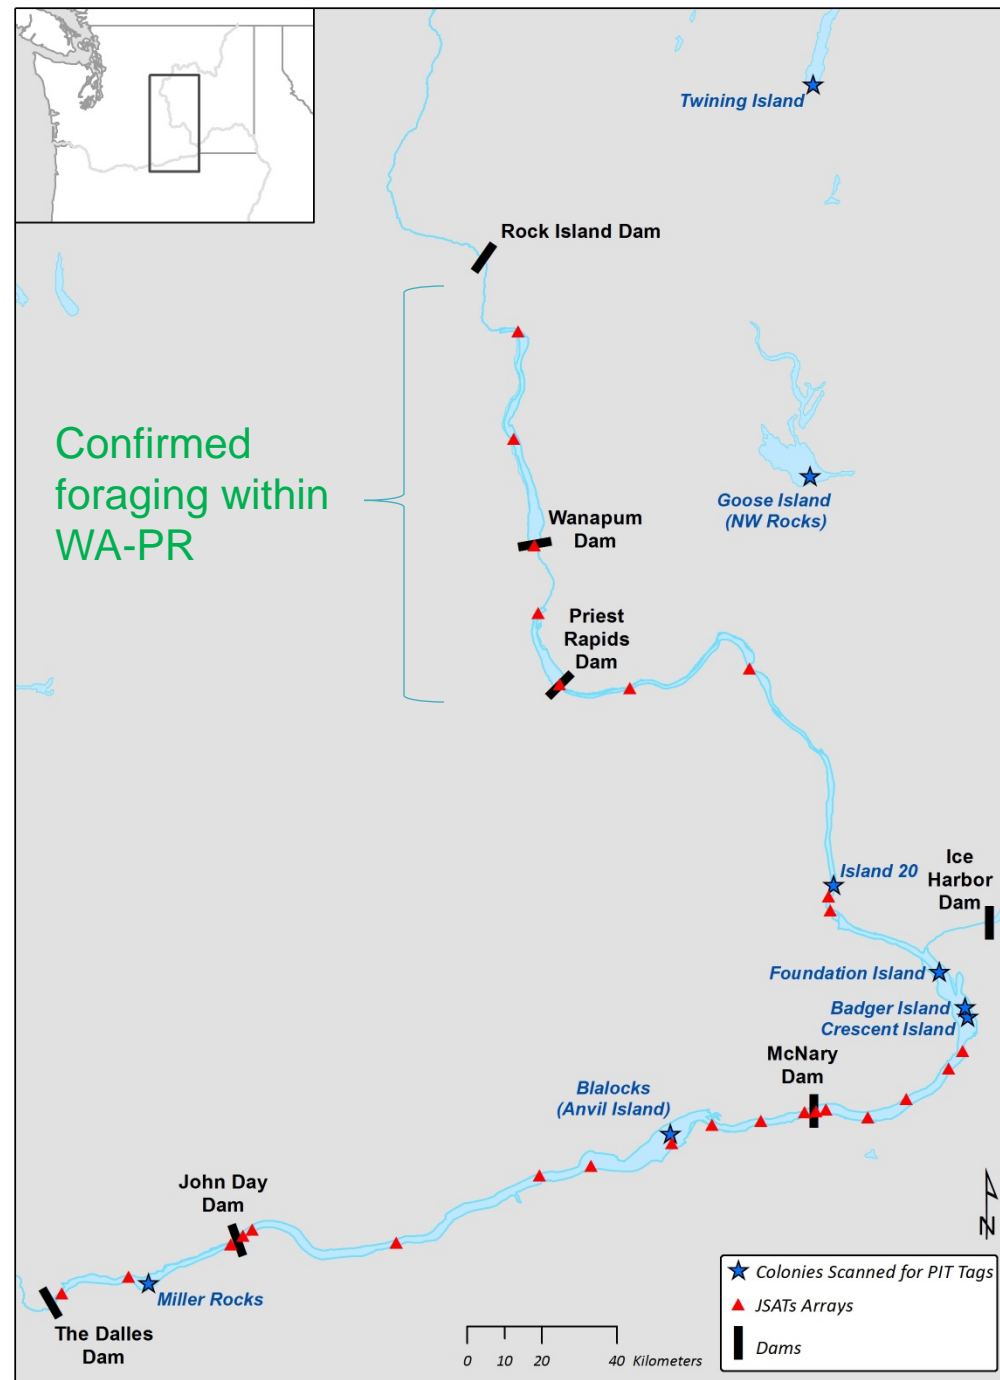 Twining Island
Rock Island Dam
Confirmed
foraging within
WA-PR
Goose Island
(NW Rocks)
Wanapum
Dam
Priest
Rapids
Dam
Island 20
Ice
Harbor
Dam
Foundation Island
Badger Island
Crescent Island
McNary
Dam
Blalocks
(Anvil Island)
John Day
Dam
N
Miller Rocks
The Dalles
Dam
0 10 20 40 Kilometers
Colonies Scanned for PIT Tags
JSATs Arrays
Dams